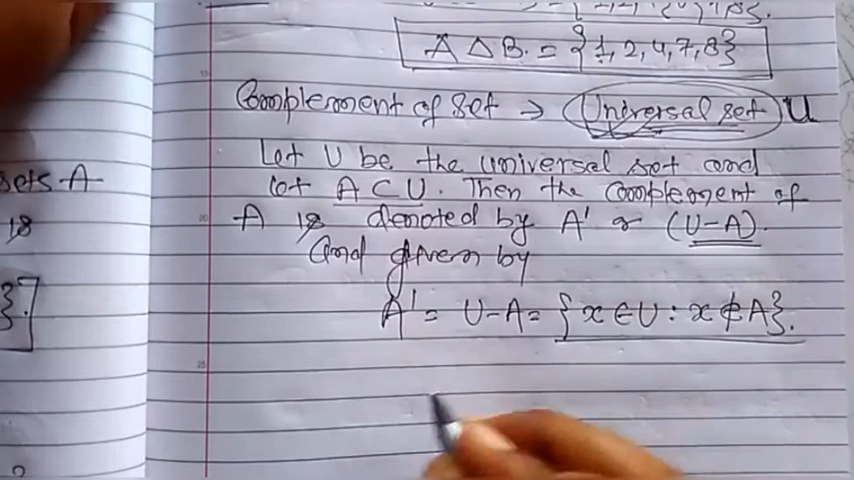 A Δ B. = {1, 2, 4, 7, 8}
Complement of Set → Universal set U
Let U be the universal set and
let A ⊂ U. Then the complement of
A is denoted by A' or (U-A).
And given by
A' = U-A = {x ∈ U : x ∉ A}.
sets A
is
}.